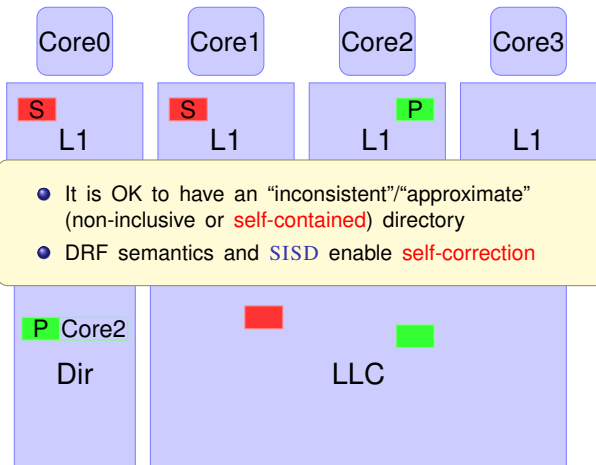 Core0 Core1 Core2 Core3
S S P
L1 L1 L1 L1
It is OK to have an “inconsistent”/“approximate”
(non-inclusive or self-contained) directory
DRF semantics and SISD enable self-correction
P Core2
Dir LLC